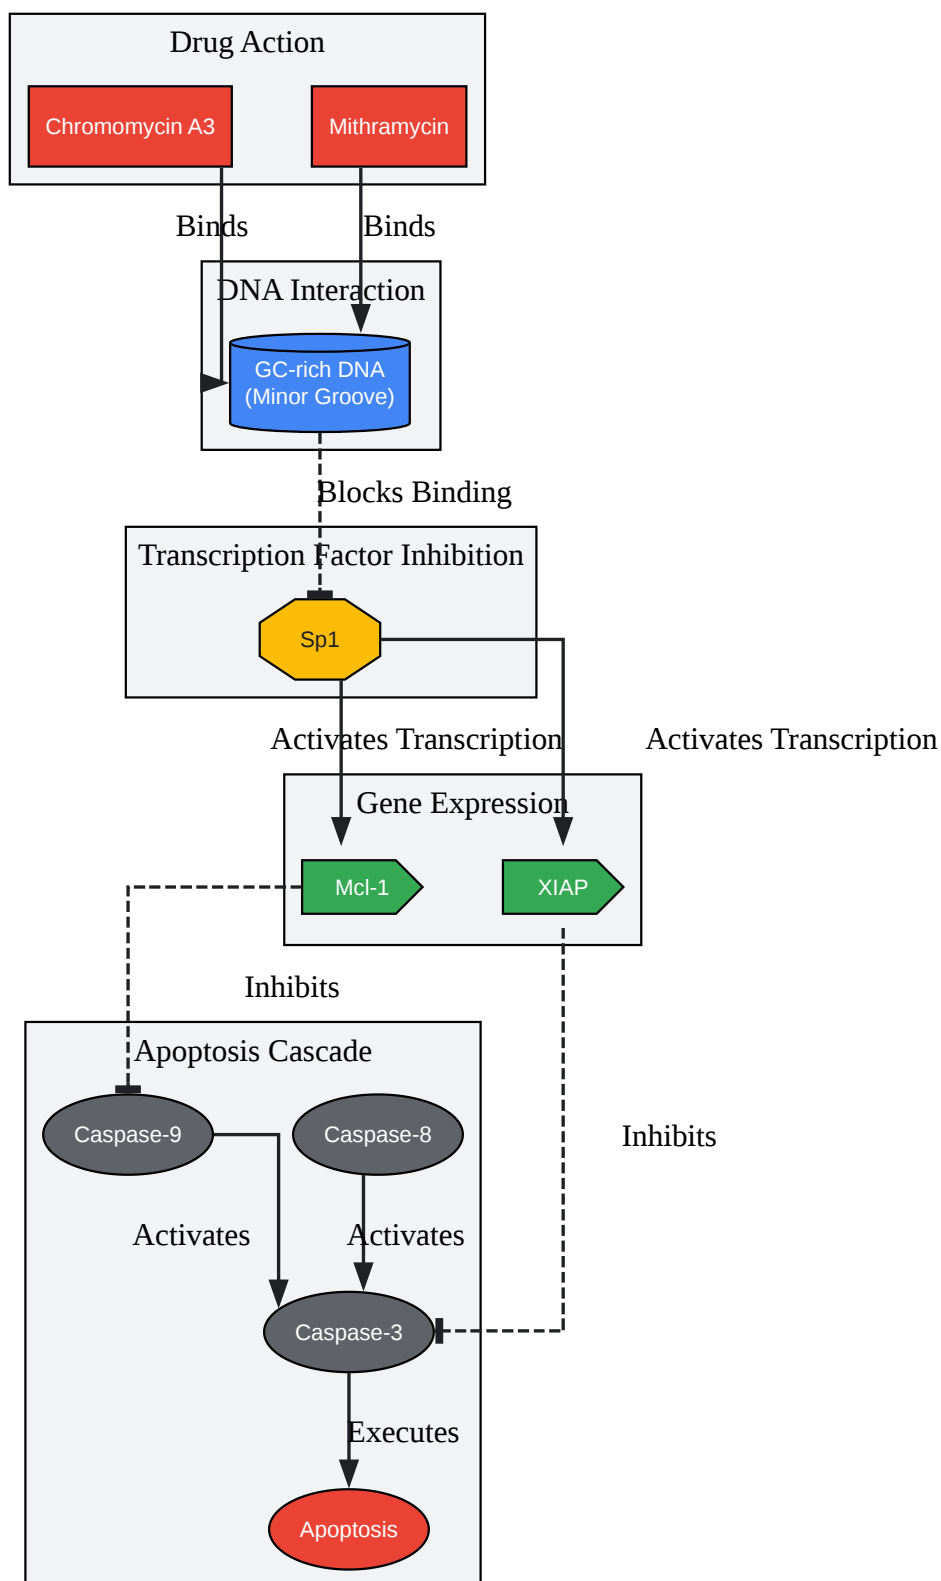 Drug Action
Chromomycin A3
Mithramycin
Binds
Binds
DNA Interaction
GC-rich DNA
(Minor Groove)
Blocks Binding
Transcription Factor Inhibition
Sp1
Activates Transcription
Activates Transcription
Gene Expression
Mcl-1
XIAP
Inhibits
Apoptosis Cascade
Caspase-9
Caspase-8
Inhibits
Activates
Activates
Caspase-3
Executes
Apoptosis